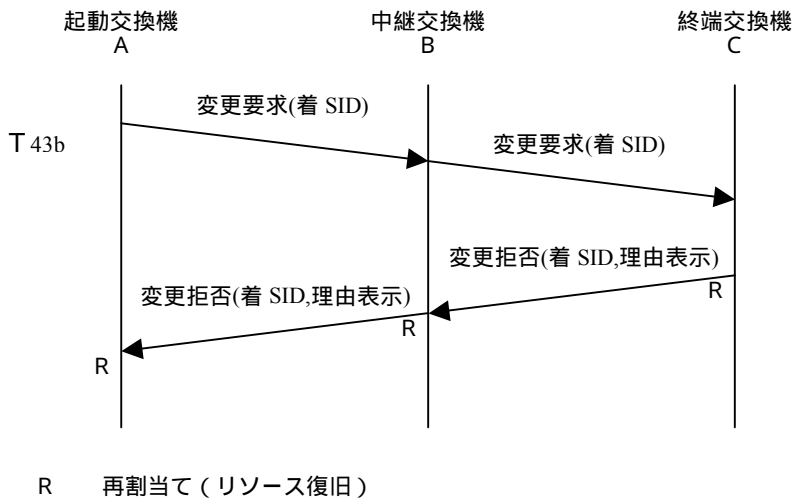 起動交換機 中継交換機 終端交換機
A B C
変更要求(着 SID)
T 43b
変更要求(着 SID)
変更拒否(着 SID,理由表示)
R
変更拒否(着 SID,理由表示)
R
R
R 再割当て ( リソース復旧 )